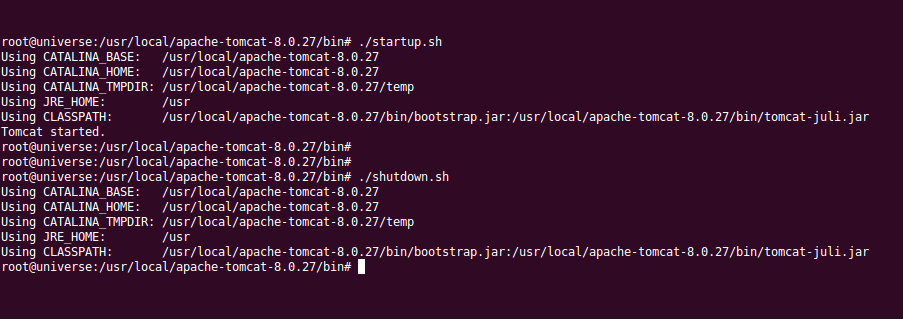 root@universe:/usr/local/apache-tomcat-8.0.27/bin# ./startup.sh
Using CATALINA_BASE:   /usr/local/apache-tomcat-8.0.27
Using CATALINA_HOME:   /usr/local/apache-tomcat-8.0.27
Using CATALINA_TMPDIR: /usr/local/apache-tomcat-8.0.27/temp
Using JRE_HOME:        /usr
Using CLASSPATH:       /usr/local/apache-tomcat-8.0.27/bin/bootstrap.jar:/usr/local/apache-tomcat-8.0.27/bin/tomcat-juli.jar
Tomcat started.
root@universe:/usr/local/apache-tomcat-8.0.27/bin#
root@universe:/usr/local/apache-tomcat-8.0.27/bin#
root@universe:/usr/local/apache-tomcat-8.0.27/bin# ./shutdown.sh
Using CATALINA_BASE:   /usr/local/apache-tomcat-8.0.27
Using CATALINA_HOME:   /usr/local/apache-tomcat-8.0.27
Using CATALINA_TMPDIR: /usr/local/apache-tomcat-8.0.27/temp
Using JRE_HOME:        /usr
Using CLASSPATH:       /usr/local/apache-tomcat-8.0.27/bin/bootstrap.jar:/usr/local/apache-tomcat-8.0.27/bin/tomcat-juli.jar
root@universe:/usr/local/apache-tomcat-8.0.27/bin#